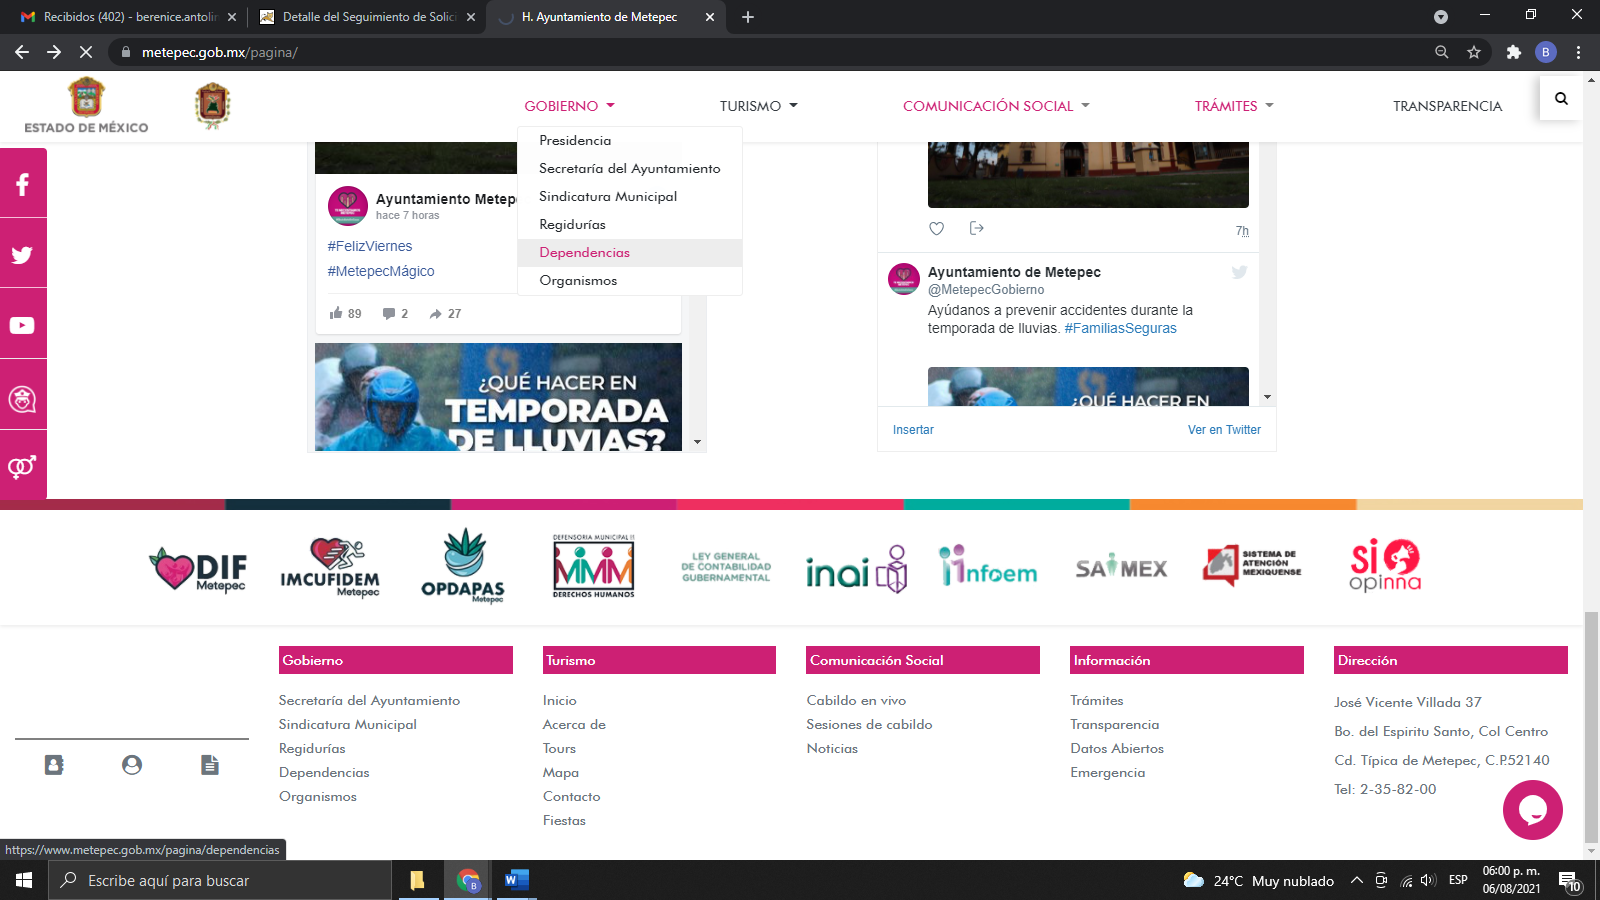 Recibidos (402) - berenice.antolin
Detalle del Seguimiento de Solici
H. Ayuntamiento de Metepec
metepec.gob.mx/pagina/
B
ESTADO DE MÉXICO
GOBIERNO
TURISMO
COMUNICACIÓN SOCIAL
TRÁMITES
TRANSPARENCIA
Presidencia
Secretaría del Ayuntamiento
Sindicatura Municipal
Regidurías
Dependencias
Organismos
Ayuntamiento Metep
hace 7 horas
#FelizViernes
#MetepecMágico
89
2
27
¿QUÉ HACER EN
TEMPORADA
DE LLUVIAS?
7h
Ayuntamiento de Metepec
@MetepecGobierno
Ayúdanos a prevenir accidentes durante la
temporada de lluvias. #FamiliasSeguras
¿QUÉ HACER EN
Insertar
Ver en Twitter
DIF
Metepec
IMCUFIDEM
Metepec
OPDAPAS
Metepec
DEFENSORIA MUNICIPAL
MMM
DERECHOS HUMANOS
LEY GENERAL
DE CONTABILIDAD
GUBERNAMENTAL
inai
infoem
SAIMEX
SISTEMA DE
ATENCIÓN
MEXIQUENSE
SI
opinna
Gobierno
Secretaría del Ayuntamiento
Sindicatura Municipal
Regidurías
Dependencias
Organismos
Turismo
Inicio
Acerca de
Tours
Mapa
Contacto
Fiestas
Comunicación Social
Cabildo en vivo
Sesiones de cabildo
Noticias
Información
Trámites
Transparencia
Datos Abiertos
Emergencia
Dirección
José Vicente Villada 37
Bo. del Espiritu Santo, Col Centro
Cd. Típica de Metepec, C.P.52140
Tel: 2-35-82-00
https://www.metepec.gob.mx/pagina/dependencias
Escribe aquí para buscar
B
W
24°C Muy nublado
ESP
06:00 p. m.
06/08/2021
10